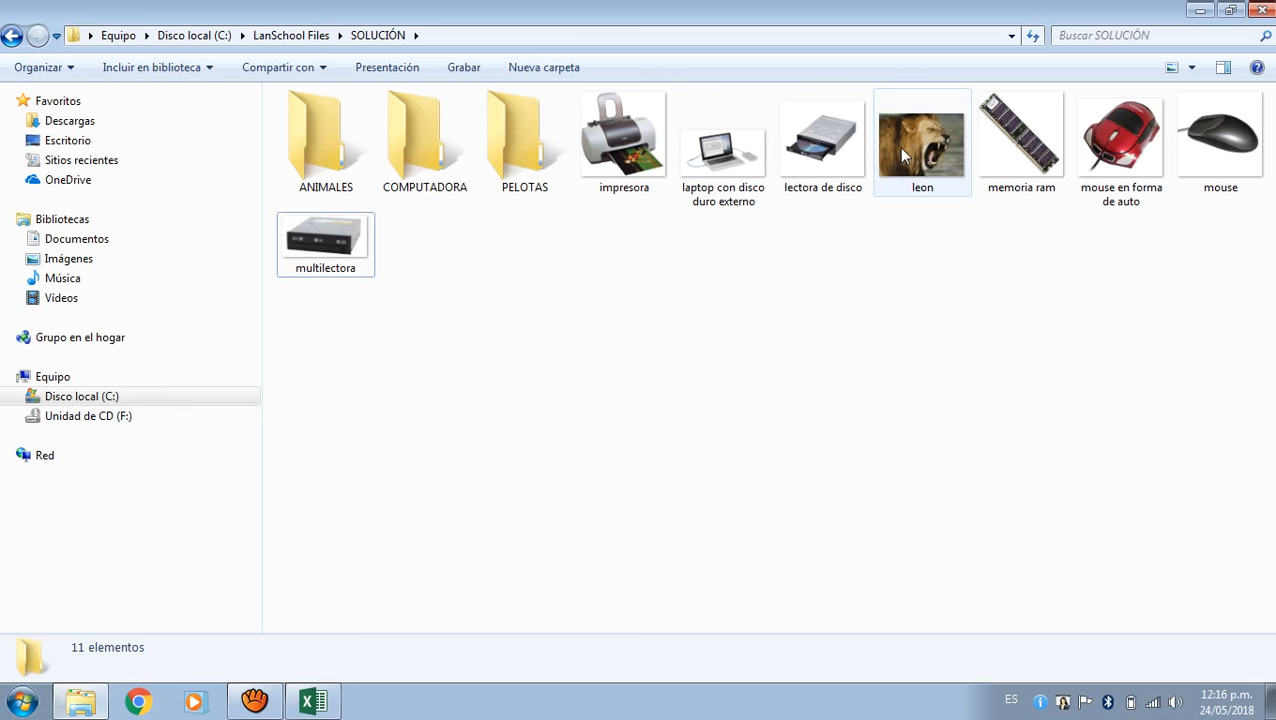 Equipo Disco local (C:) LanSchool Files SOLUCIÓN
Buscar SOLUCIÓN
Organizar Incluir en biblioteca Compartir con Presentación Grabar Nueva carpeta
Favoritos
Descargas
Escritorio
Sitios recientes
OneDrive
Bibliotecas
Documentos
Imágenes
Música
Vídeos
Grupo en el hogar
Equipo
Disco local (C:)
Unidad de CD (F:)
Red
ANIMALES
COMPUTADORA
PELOTAS
impresora
laptop con disco
duro externo
lectora de disco
leon
memoria ram
mouse en forma
de auto
mouse
multilectora
11 elementos
ES
12:16 p.m.
24/05/2018